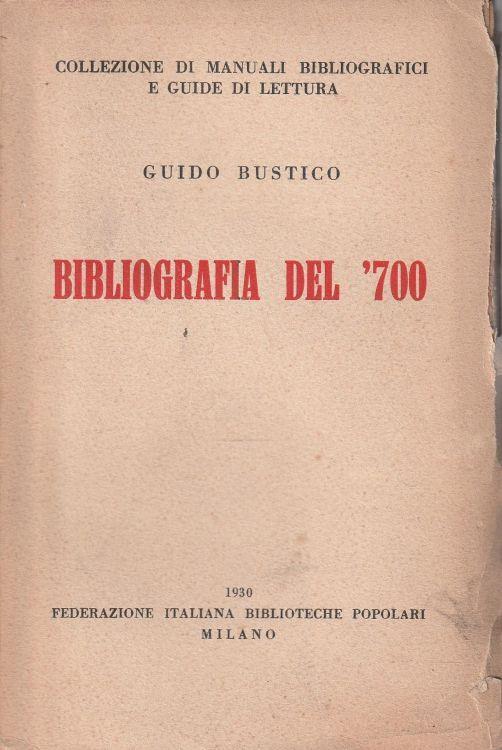 COLLEZIONE DI MANUALI BIBLIOGRAFICI
E GUIDE DI LETTURA
GUIDO BUSTICO
BIBLIOGRAFIA DEL '700
1930
FEDERAZIONE ITALIANA BIBLIOTECHE POPOLARI
MILANO